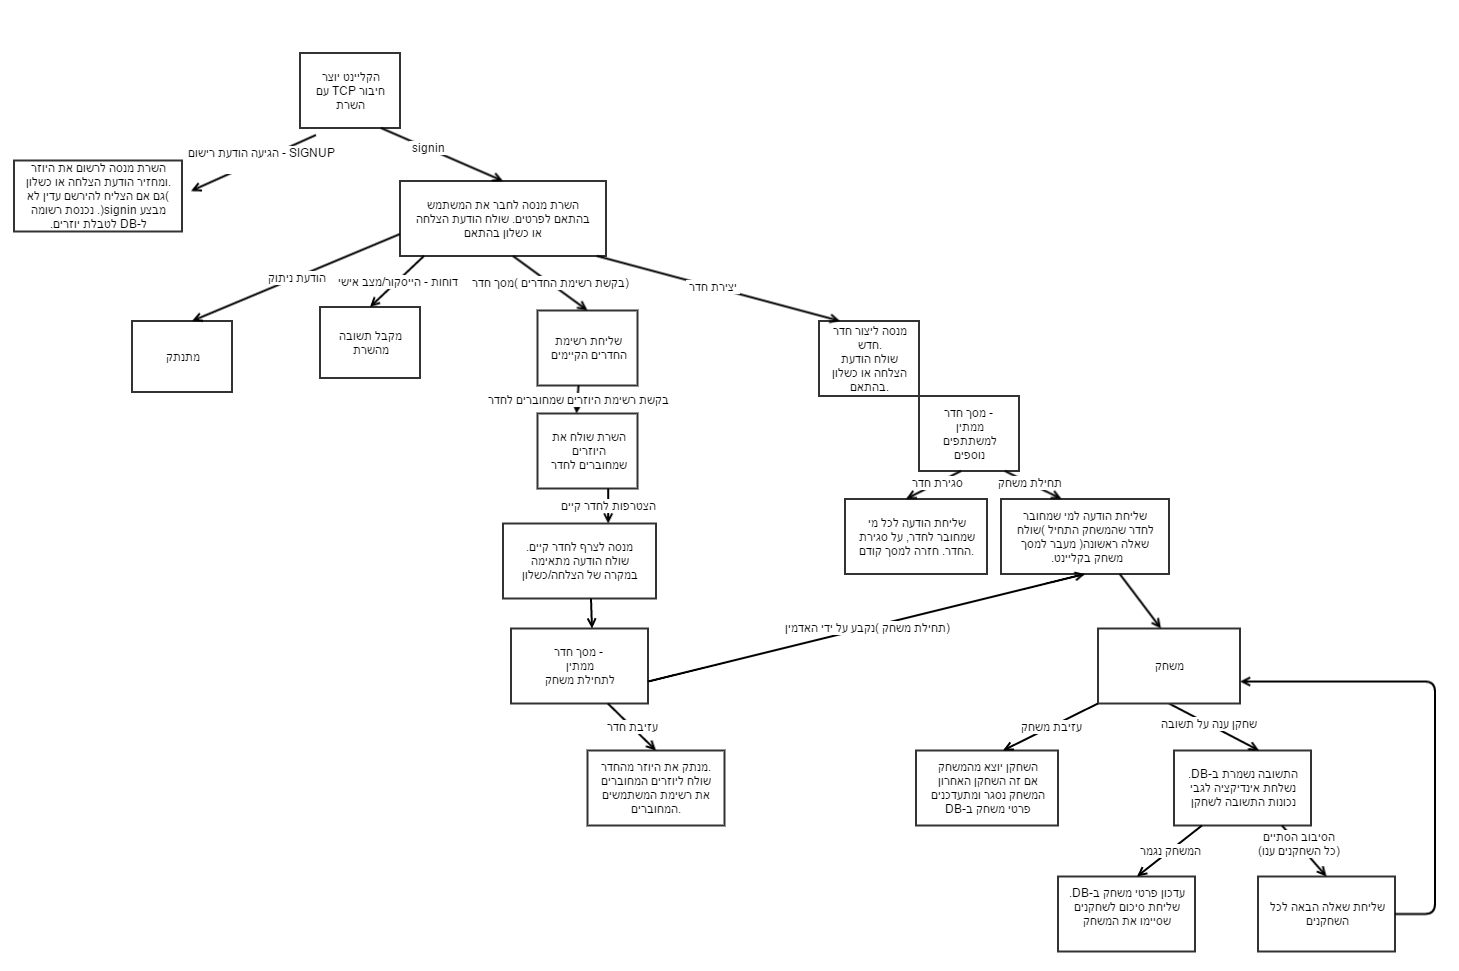 הקליינט יוצר
חיבור TCP עם
השרת
הגיעה הודעת רישום - SIGNUP
signin
השרת מנסה לרשום את היוזר
ומחזיר הודעת הצלחה או כשלון.
(גם אם הצליח להירשם עדין לא
מבצע signin). נכנסת רשומה
ל-DB לטבלת יוזרים.
השרת מנסה לחבר את המשתמש
בהתאם לפרטים. שולח הודעת הצלחה
או כשלון בהתאם
הודעת ניתוק
דוחות - הייסקור/מצב אישי
בקשת רשימת החדרים (מסך חדר)
יצירת חדר
מתנתק
מקבל תשובה
מהשרת
שליחת רשימת
החדרים הקיימים
מנסה ליצור חדר
חדש.
שולח הודעת
הצלחה או כשלון
בהתאם.
בקשת רשימת היוזרים שמחוברים לחדר
השרת שולח את
היוזרים
שמחוברים לחדר
מסך חדר -
ממתין
למשתתפים
נוספים
סגירת חדר
תחילת משחק
הצטרפות לחדר קיים
שליחת הודעה לכל מי
שמחובר לחדר, על סגירת
החדר. חזרה למסך קודם.
שליחת הודעה למי שמחובר
לחדר שהמשחק התחיל (שולח
שאלה ראשונה) מעבר למסך
משחק בקליינט.
מנסה לצרף לחדר קיים.
שולח הודעה מתאימה
במקרה של הצלחה/כשלון
תחילת משחק (נקבע על ידי האדמין)
מסך חדר -
ממתין
לתחילת משחק
משחק
עזיבת חדר
עזיבת משחק
שחקן ענה על תשובה
מנתק את היוזר מהחדר.
שולח ליוזרים המחוברים
את רשימת המשתמשים
המחוברים.
השחקן יוצא מהמשחק
אם זה השחקן האחרון
המשחק נסגר ומתעדכנים
פרטי משחק ב-DB
התשובה נשמרת ב-DB.
נשלחת אינדיקציה לגבי
נכונות התשובה לשחקן
המשחק נגמר
הסיבוב הסתיים
(כל השחקנים ענו)
עדכון פרטי משחק ב-DB.
שליחת סיכום לשחקנים
שסיימו את המשחק
שליחת שאלה הבאה לכל
השחקנים